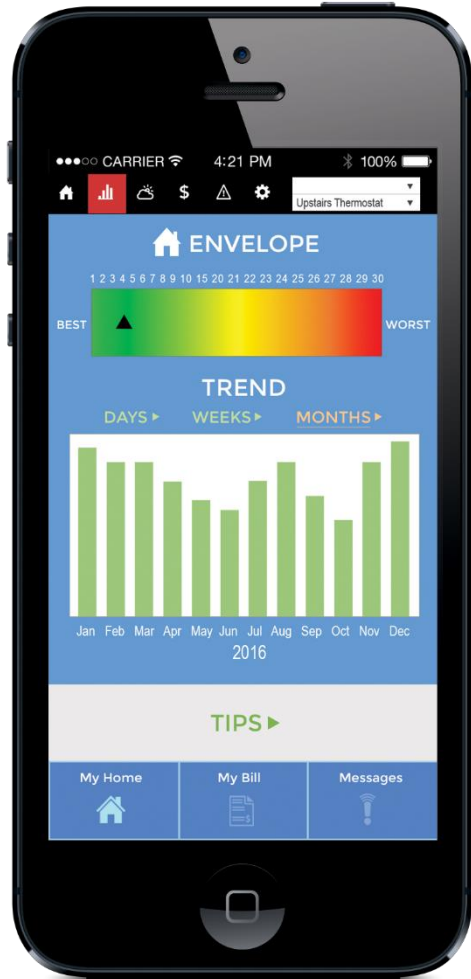 CARRIER 4:21 PM 100%
$
Upstairs Thermostat
ENVELOPE
1 2 3 4 5 6 7 8 9 10 15 20 21 22 23 24 25 26 27 28 29 30
BEST WORST
TREND
DAYS WEEKS MONTHS
Jan Feb Mar Apr May Jun Jul Aug Sep Oct Nov Dec
2016
TIPS
My Home My Bill Messages